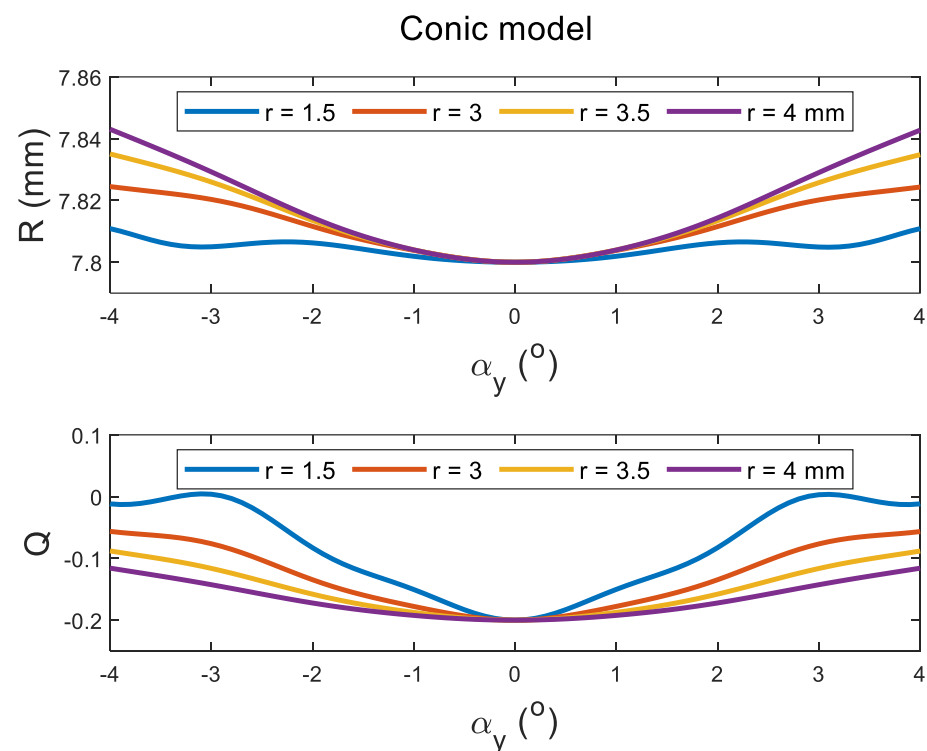 Conic model
7.86
7.84
7.82
7.8
R (mm)
r = 1.5 r = 3 r = 3.5 r = 4 mm
-4 -3 -2 -1 0 1 2 3 4
αy (o)
0.1
0
-0.1
-0.2
Q
r = 1.5 r = 3 r = 3.5 r = 4 mm
-4 -3 -2 -1 0 1 2 3 4
αy (o)